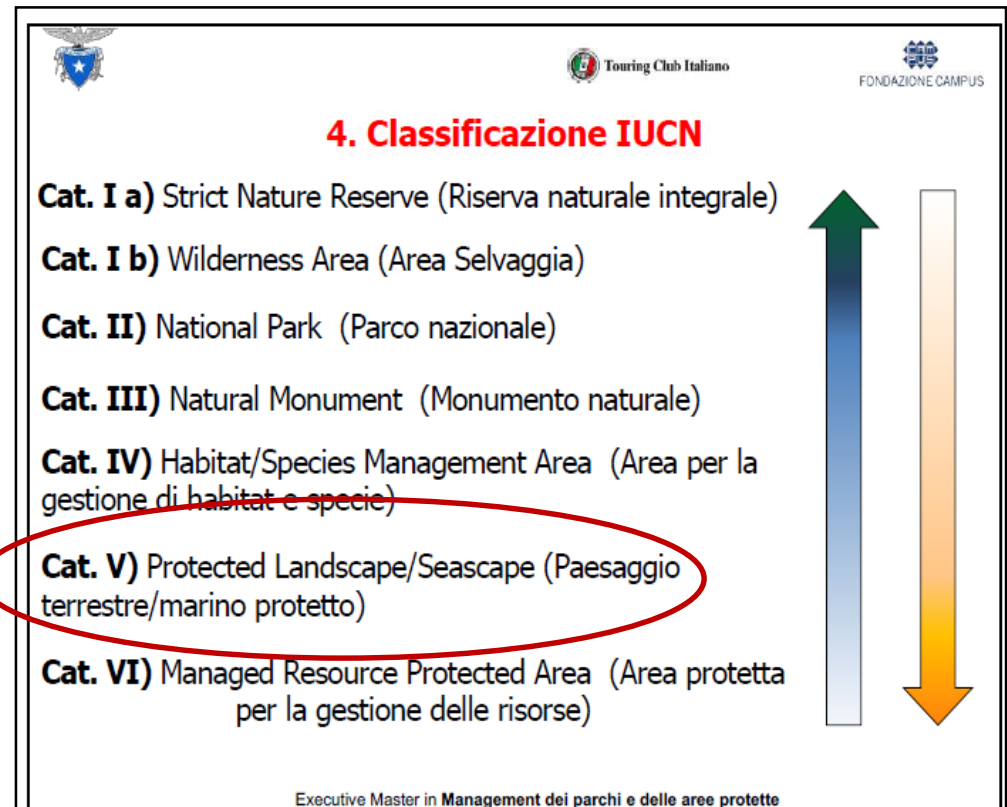 Touring Club Italiano
CAMPUS
FONDAZIONE CAMPUS
4. Classificazione IUCN
Cat. I a) Strict Nature Reserve (Riserva naturale integrale)
Cat. I b) Wilderness Area (Area Selvaggia)
Cat. II) National Park (Parco nazionale)
Cat. III) Natural Monument (Monumento naturale)
Cat. IV) Habitat/Species Management Area (Area per la
gestione di habitat e specie)
Cat. V) Protected Landscape/Seascape (Paesaggio
terrestre/marino protetto)
Cat. VI) Managed Resource Protected Area (Area protetta
per la gestione delle risorse)
Executive Master in Management dei parchi e delle aree protette